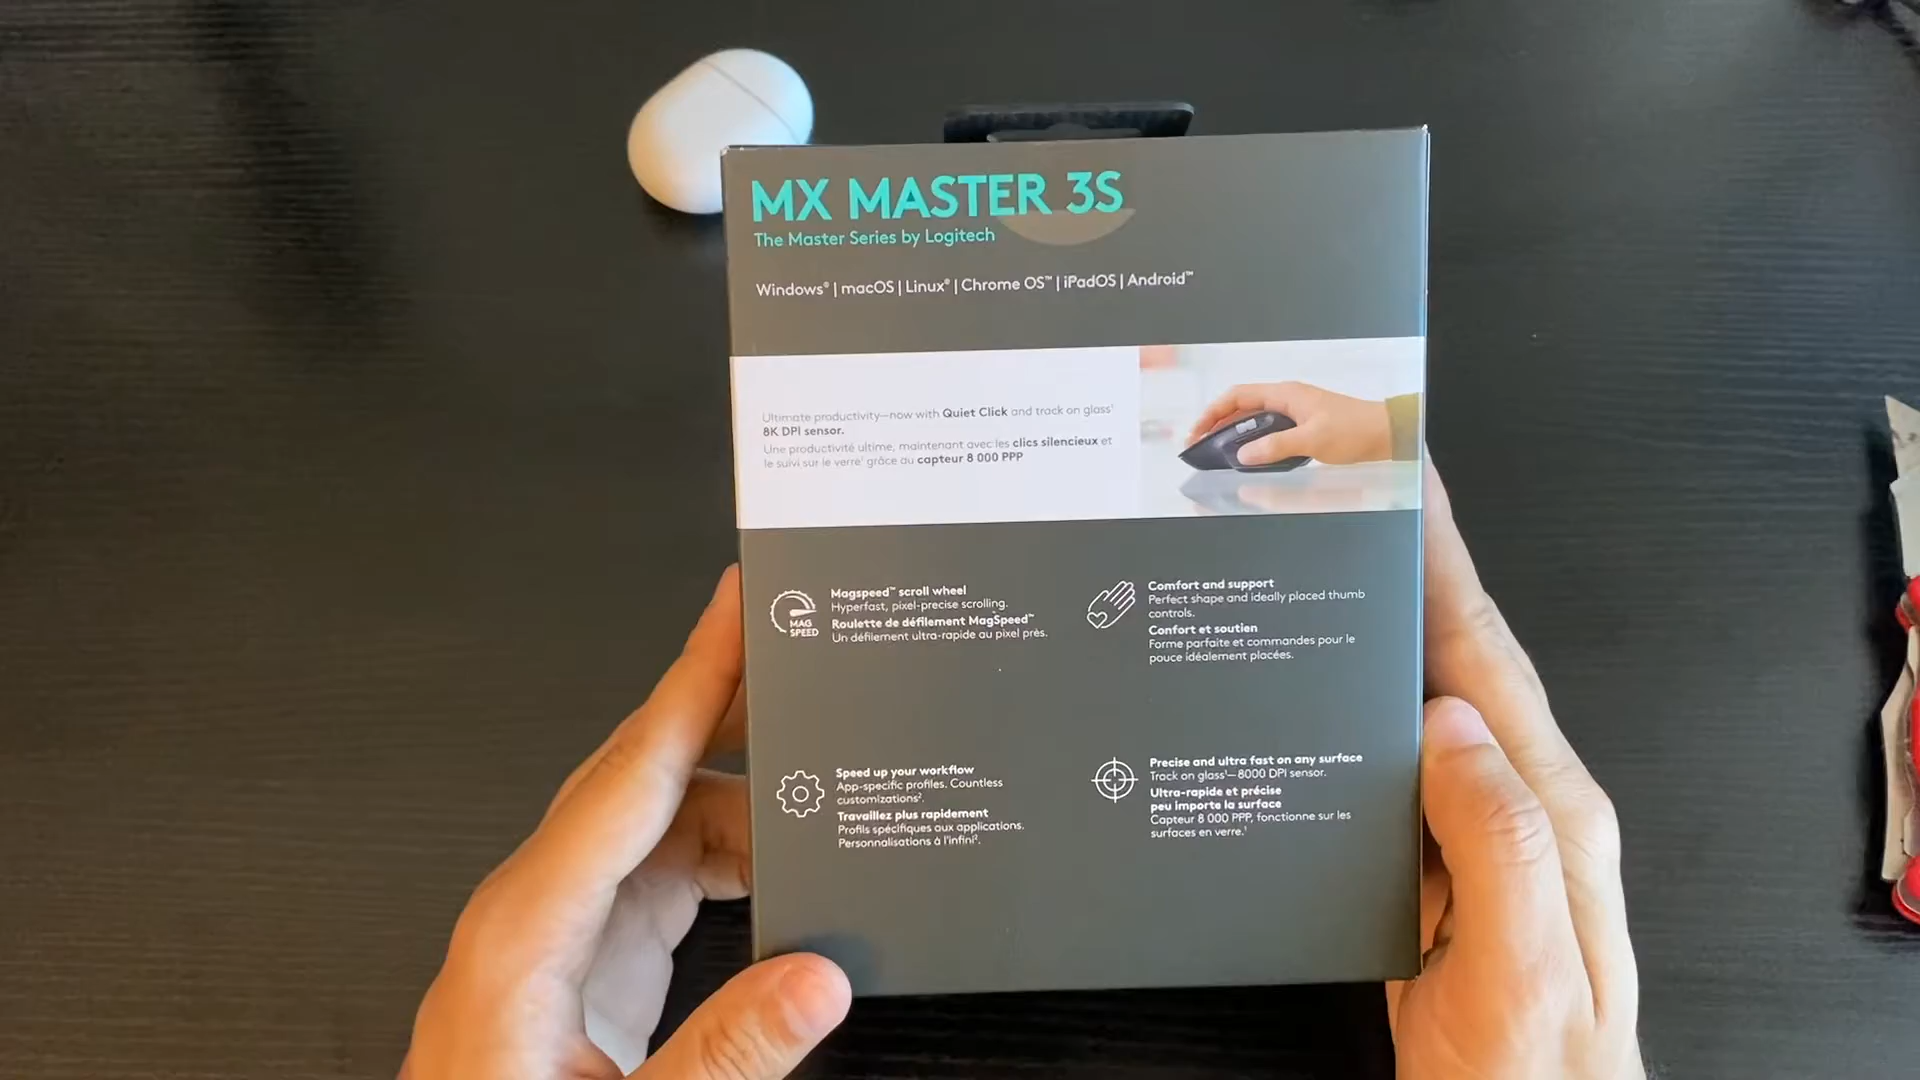 MX MASTER 3S
The Master Series by Logitech
Windows® | macOS | Linux® | Chrome OS™ | iPadOS | Android™
Ultimate productivity—now with Quiet Click and track on glass¹
8K DPI sensor.
Une productivité ultime, maintenant avec les clics silencieux et
le suivi sur le verre¹ grâce au capteur 8 000 PPP
MAG
SPEED
Magspeed™ scroll wheel
Hyperfast, pixel-precise scrolling.
Roulette de défilement MagSpeed™
Un défilement ultra-rapide au pixel près.
Comfort and support
Perfect shape and ideally placed thumb
controls.
Confort et soutien
Forme parfaite et commandes pour le
pouce idéalement placées.
Speed up your workflow
App-specific profiles. Countless
customizations².
Travaillez plus rapidement
Profils spécifiques aux applications.
Personnalisations à l'infini².
Precise and ultra fast on any surface
Track on glass¹—8000 DPI sensor.
Ultra-rapide et précise
peu importe la surface
Capteur 8 000 PPP, fonctionne sur les
surfaces en verre.¹